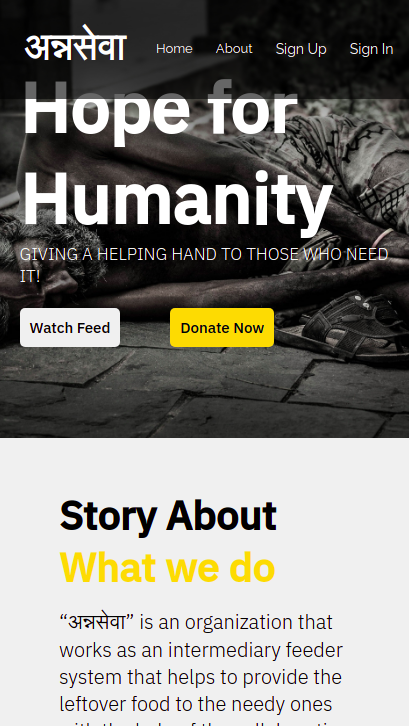 अन्नसेवा Home About Sign Up Sign In
Hope for
Humanity
GIVING A HELPING HAND TO THOSE WHO NEED
IT!
Watch Feed Donate Now
Story About
What we do
“अन्नसेवा” is an organization that
works as an intermediary feeder
system that helps to provide the
leftover food to the needy ones